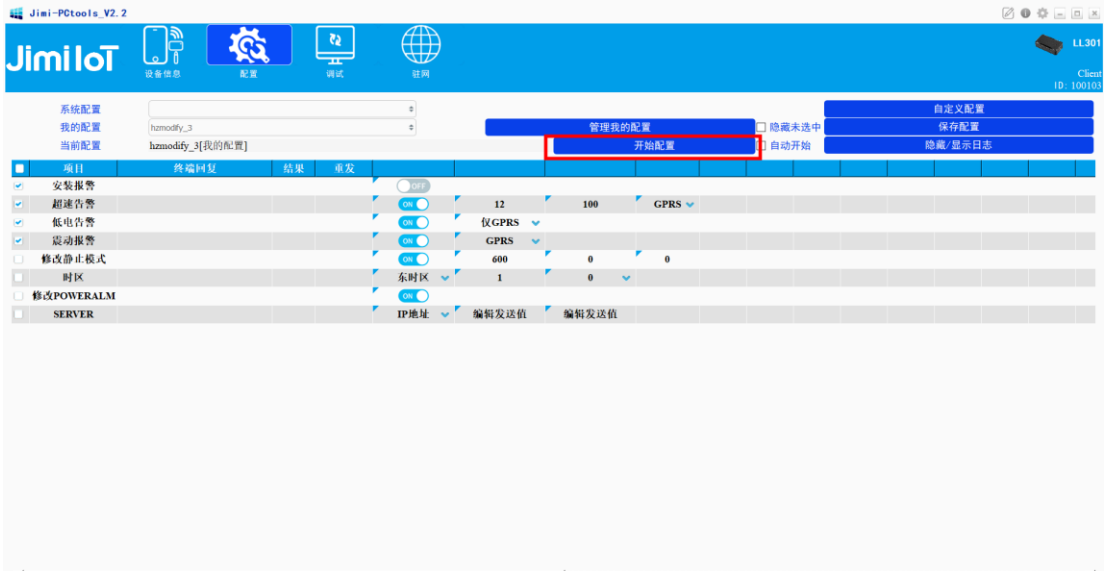 Jimi-PCtools_V2.2
Jimi IoT
设备信息
配置
调试
驻网
LL301
Client
ID: 100103
系统配置
自定义配置
我的配置 hzmodify_3 管理我的配置 隐藏未选中 保存配置
当前配置 hzmodify_3[我的配置] 开始配置 自动开始 隐藏/显示日志
项目 终端回复 结果 重发
安装报警 OFF
超速告警 ON 12 100 GPRS
低电告警 ON 仅GPRS
震动报警 ON GPRS
修改静止模式 ON 600 0 0
时区 东时区 1 0
修改POWERALM ON
SERVER IP地址 编辑发送值 编辑发送值